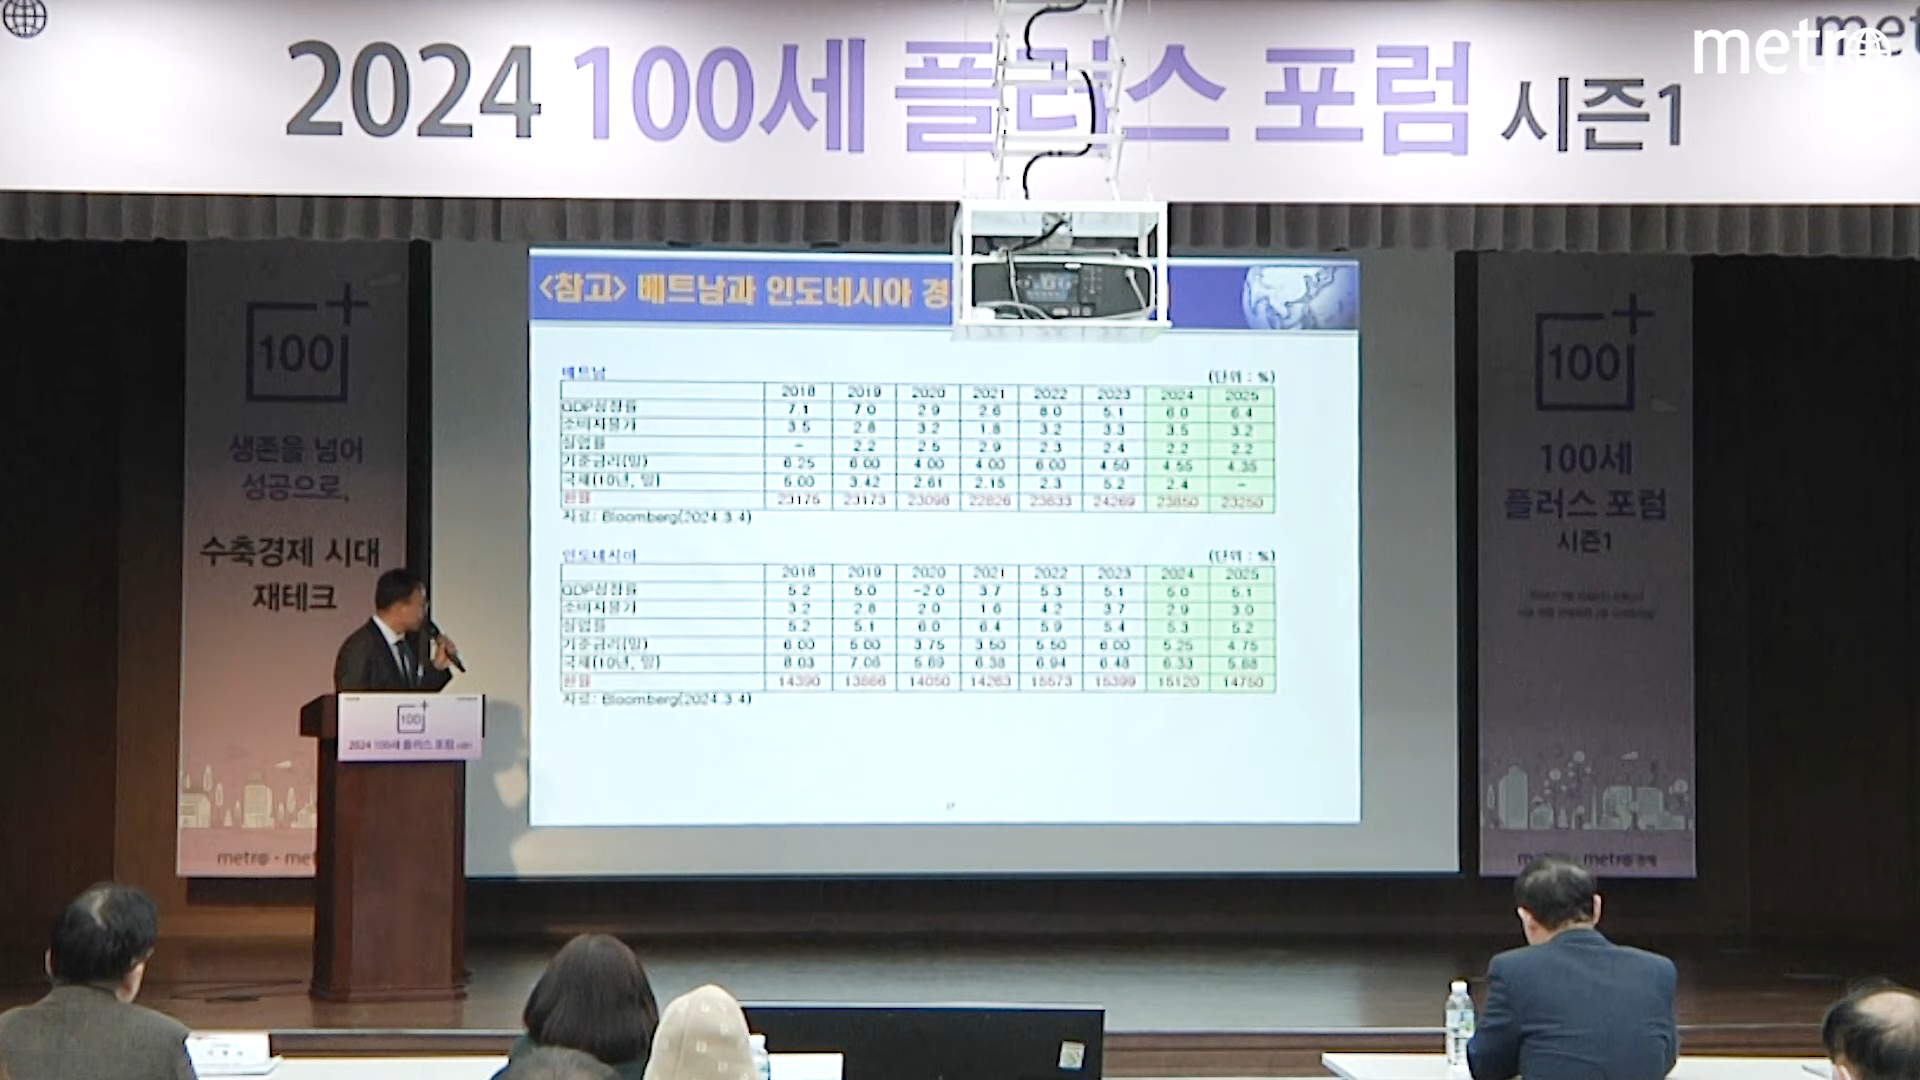 2024 100세 플러스 포럼 시즌1
metro
<참고> 베트남과 인도네시아 경
베트남 (단위 : %)
2018 2019 2020 2021 2022 2023 2024 2025
GDP성장률 7.1 7.0 2.9 2.6 8.0 5.1 6.0 6.4
소비자물가 3.5 2.8 3.2 1.8 3.2 3.3 3.5 3.2
실업률 - 2.2 2.5 2.9 2.3 2.4 2.2 2.2
기준금리(말) 6.25 6.00 4.00 4.00 6.00 4.50 4.55 4.35
국채(10년, 말) 5.00 3.42 2.61 2.15 2.3 5.2 2.4 -
환율 23175 23173 23098 22826 23633 24269 23850 23250
자료: Bloomberg(2024.3.4)
인도네시아 (단위 : %)
2018 2019 2020 2021 2022 2023 2024 2025
GDP성장률 5.2 5.0 -2.0 3.7 5.3 5.1 5.0 5.1
소비자물가 3.2 2.8 2.0 1.6 4.2 3.7 2.9 3.0
실업률 5.2 5.1 6.0 6.4 5.9 5.4 5.3 5.2
기준금리(말) 6.00 5.00 3.75 3.50 5.50 6.00 5.25 4.75
국채(10년, 말) 8.03 7.06 5.89 6.38 6.94 6.48 6.33 5.88
환율 14390 13866 14050 14263 15573 15399 15120 14750
자료: Bloomberg(2024.3.4)
100+
생존을 넘어
성공으로,
수축경제 시대
재테크
metro
100+
100세
플러스 포럼
시즌1
metro
100+
2024 100세 플러스 포럼 시즌1